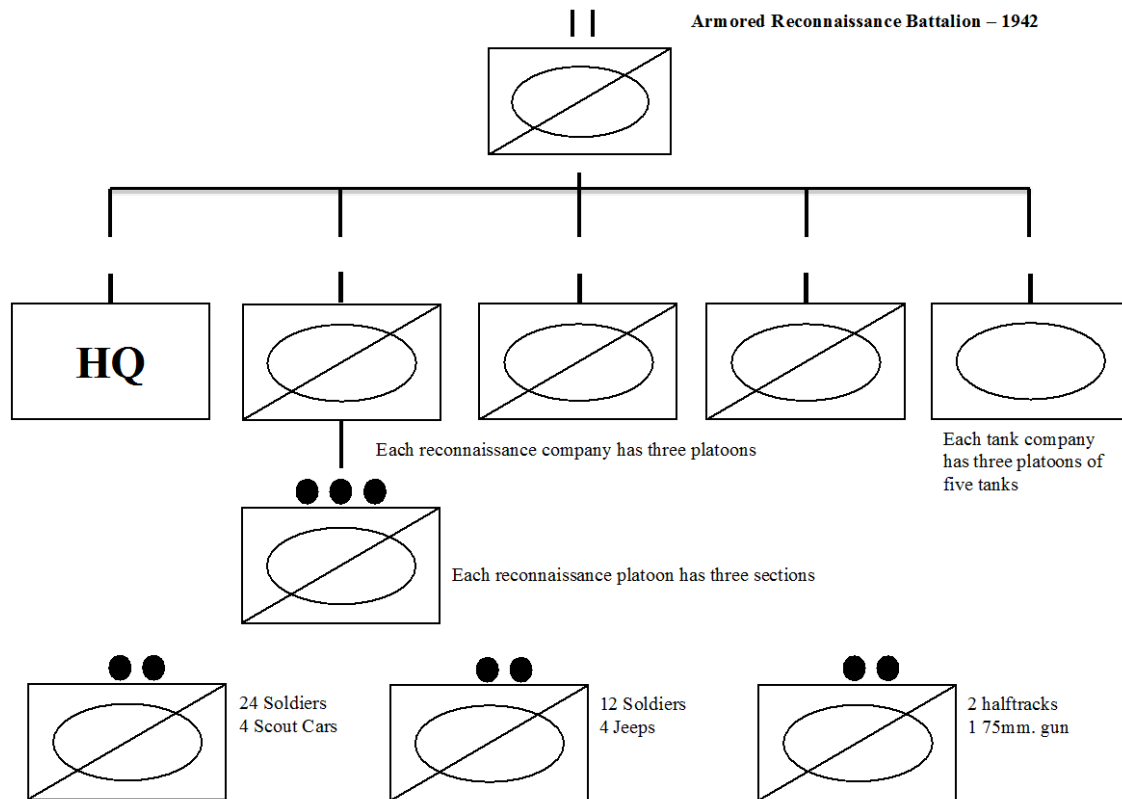 Armored Reconnaissance Battalion – 1942
HQ
Each reconnaissance company has three platoons
Each tank company
has three platoons of
five tanks
Each reconnaissance platoon has three sections
24 Soldiers
4 Scout Cars
12 Soldiers
4 Jeeps
2 halftracks
1 75mm. gun